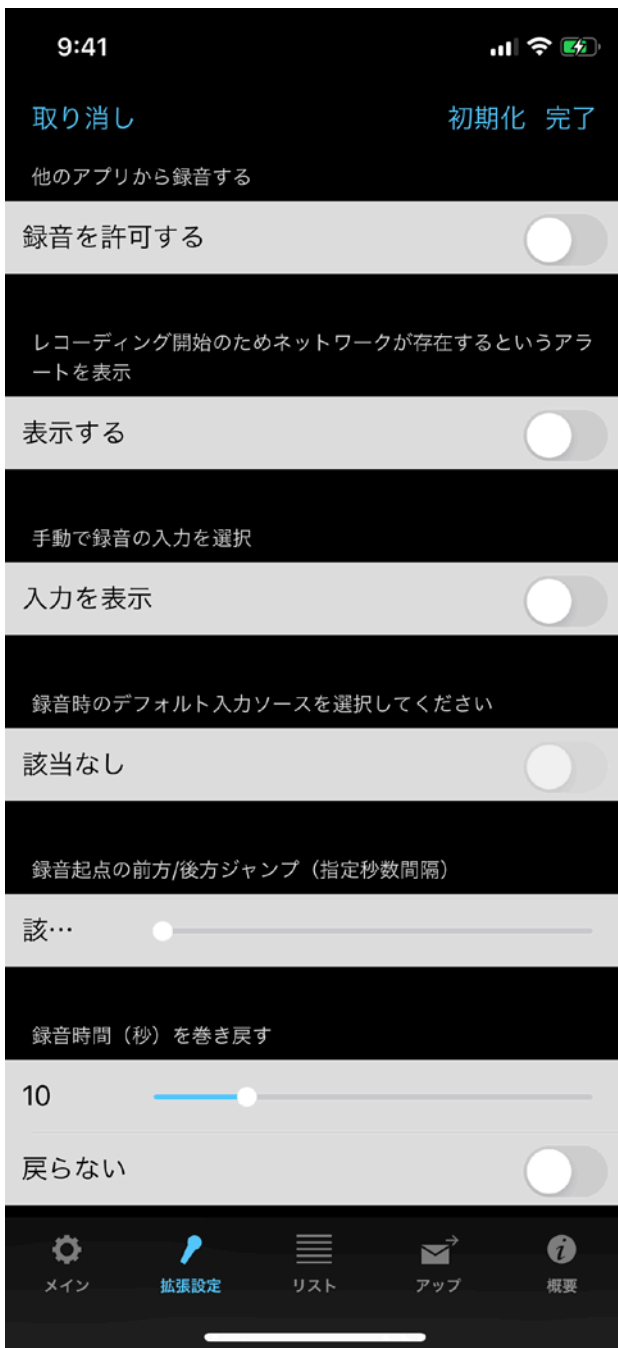 9:41
取り消し 初期化 完了
他のアプリから録音する
録音を許可する
レコーディング開始のためネットワークが存在するというアラ
ートを表示
表示する
手動で録音の入力を選択
入力を表示
録音時のデフォルト入力ソースを選択してください
該当なし
録音起点の前方/後方ジャンプ（指定秒数間隔）
該…
録音時間（秒）を巻き戻す
10
戻らない
メイン 拡張設定 リスト アップ 概要